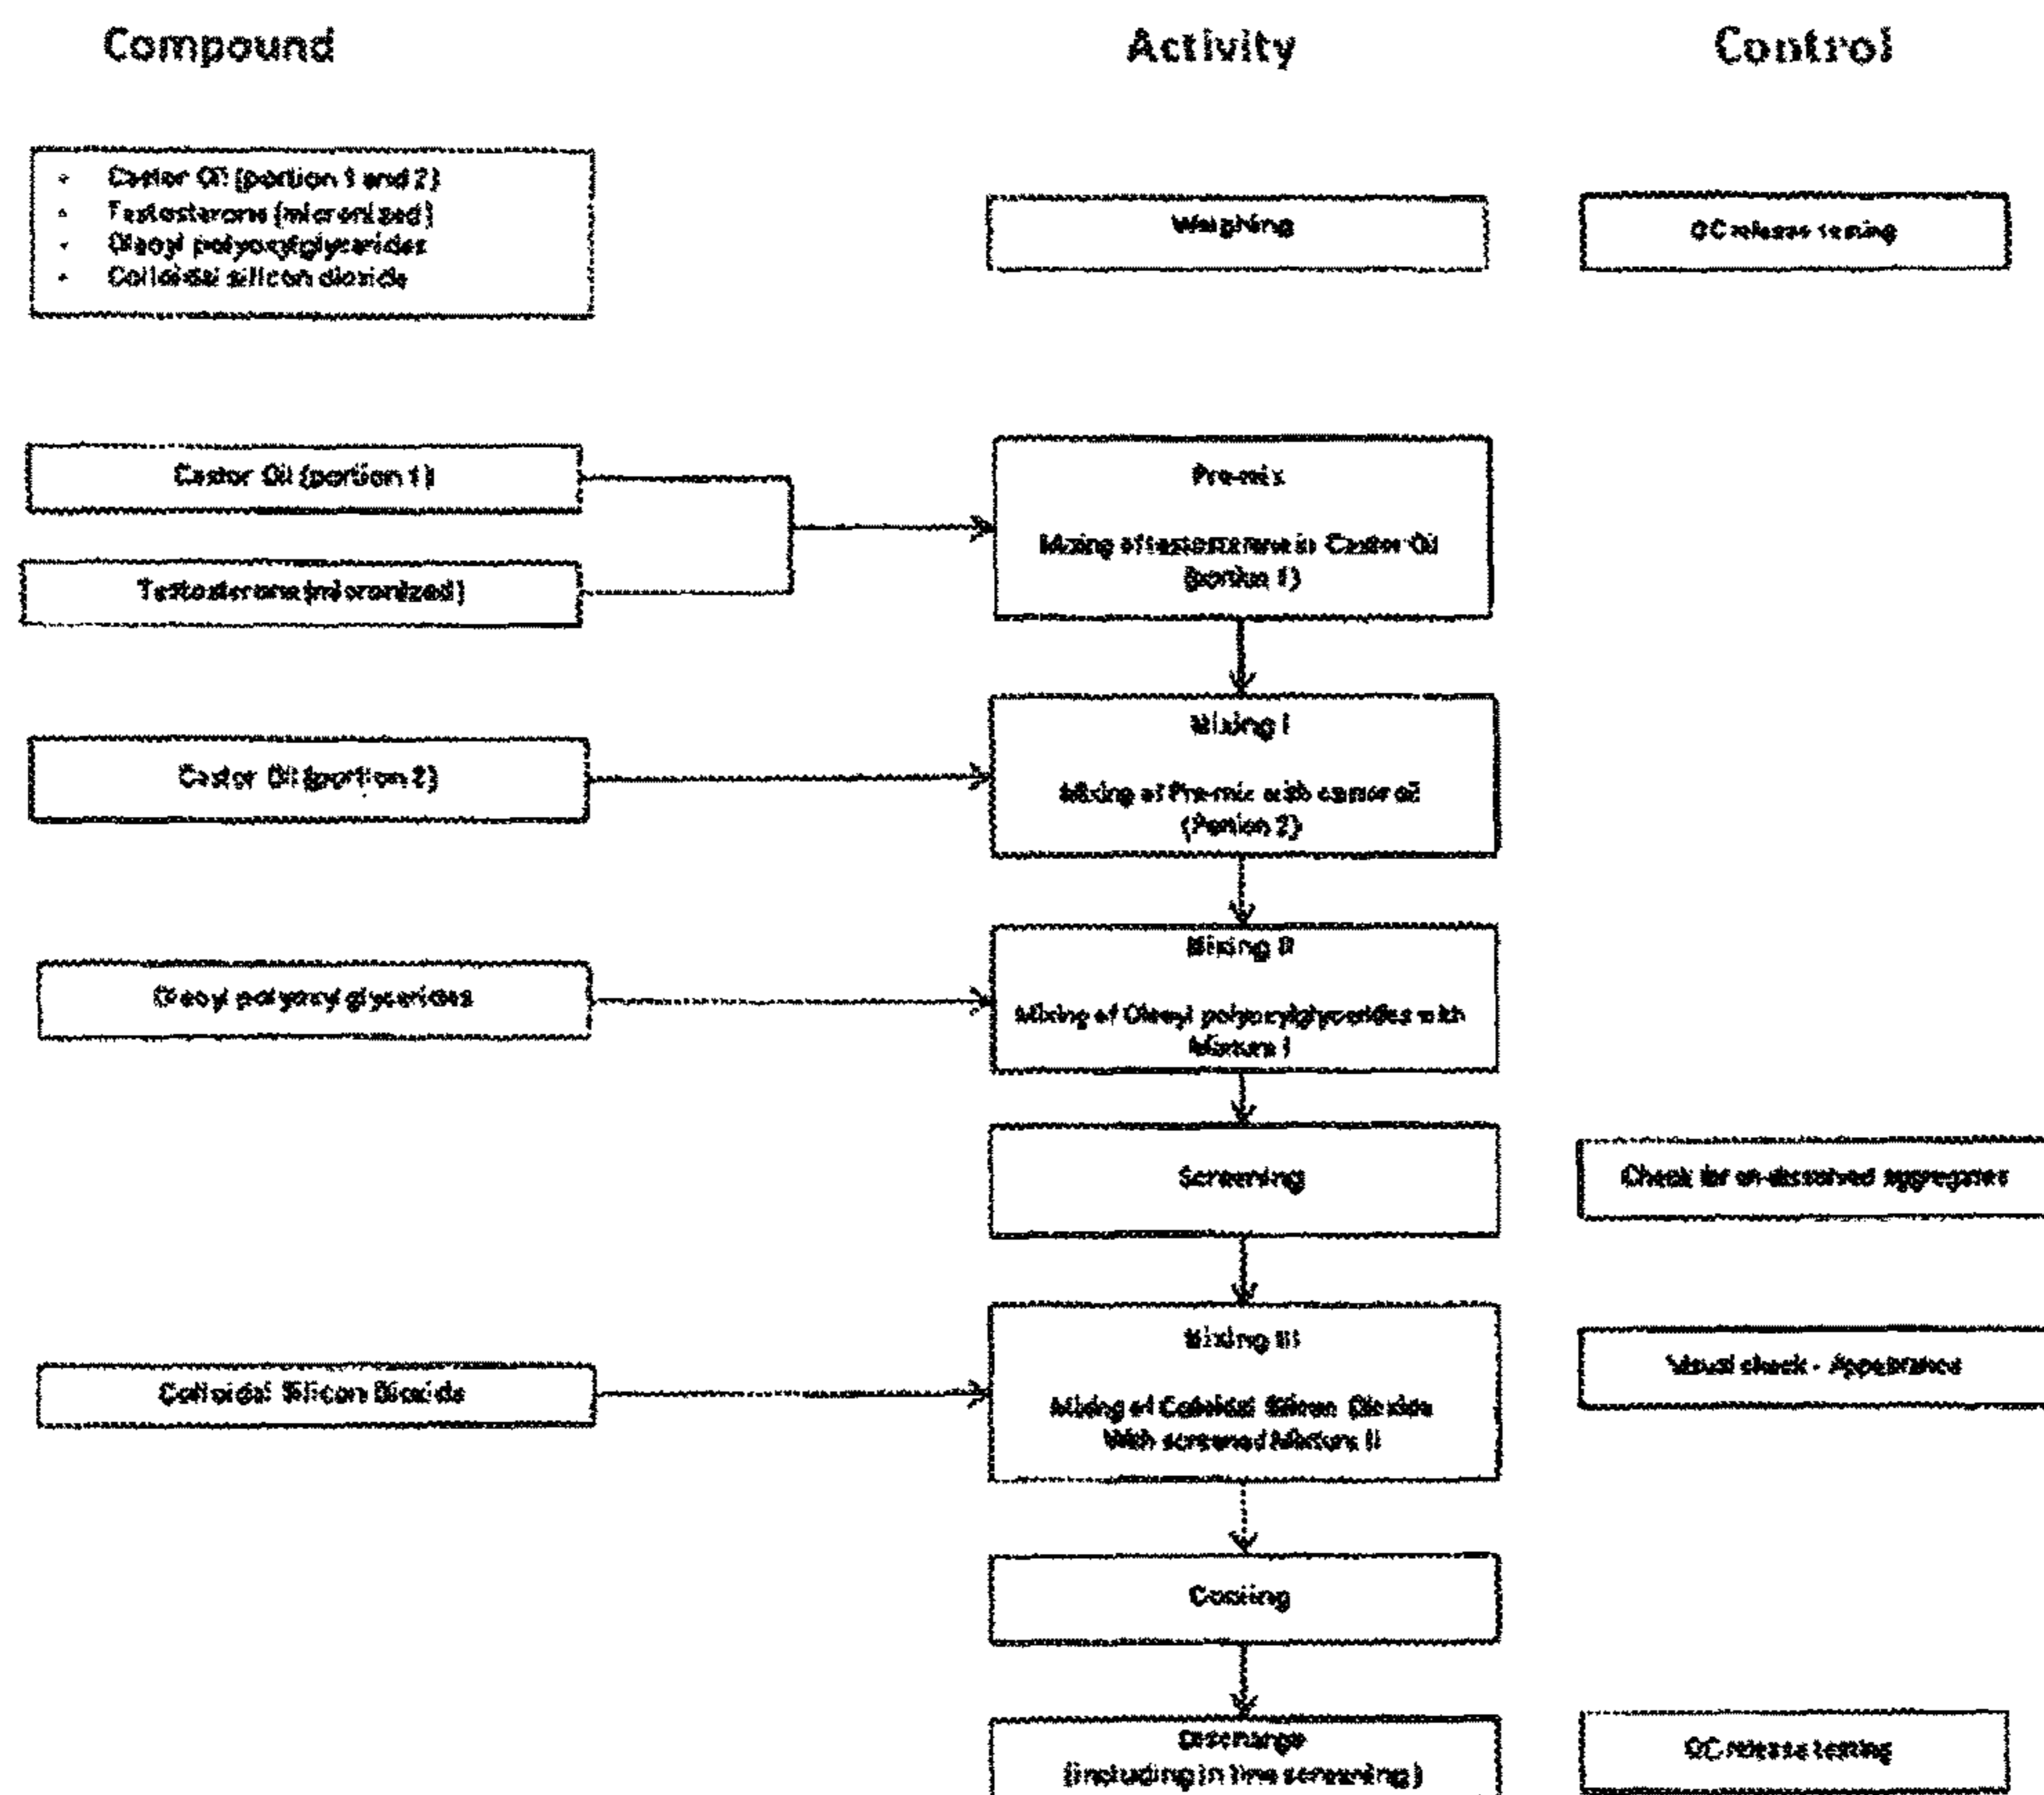 Compound
Activity
Control
Castor Oil (portion 1 and 2)
Testosterone (micronized)
Oleoyl polyoxylglycerides
Colloidal silicon dioxide
Weighing
QC release testing
Castor Oil (portion 1)
Testosterone (micronized)
Pre-mix
Mixing of testosterone in Castor Oil
(portion 1)
Castor Oil (portion 2)
Mixing I
Mixing of Pre-mix with castor oil
(Portion 2)
Oleoyl polyoxyl glycerides
Mixing II
Mixing of Oleoyl polyoxylglycerides with
Mixture I
Screening
Check for un-dissolved aggregates
Colloidal Silicon Dioxide
Mixing III
Mixing of Colloidal Silicon Dioxide
With screened Mixture II
Visual check - Appearance
Cooling
Discharge
(including in line screening)
QC release testing